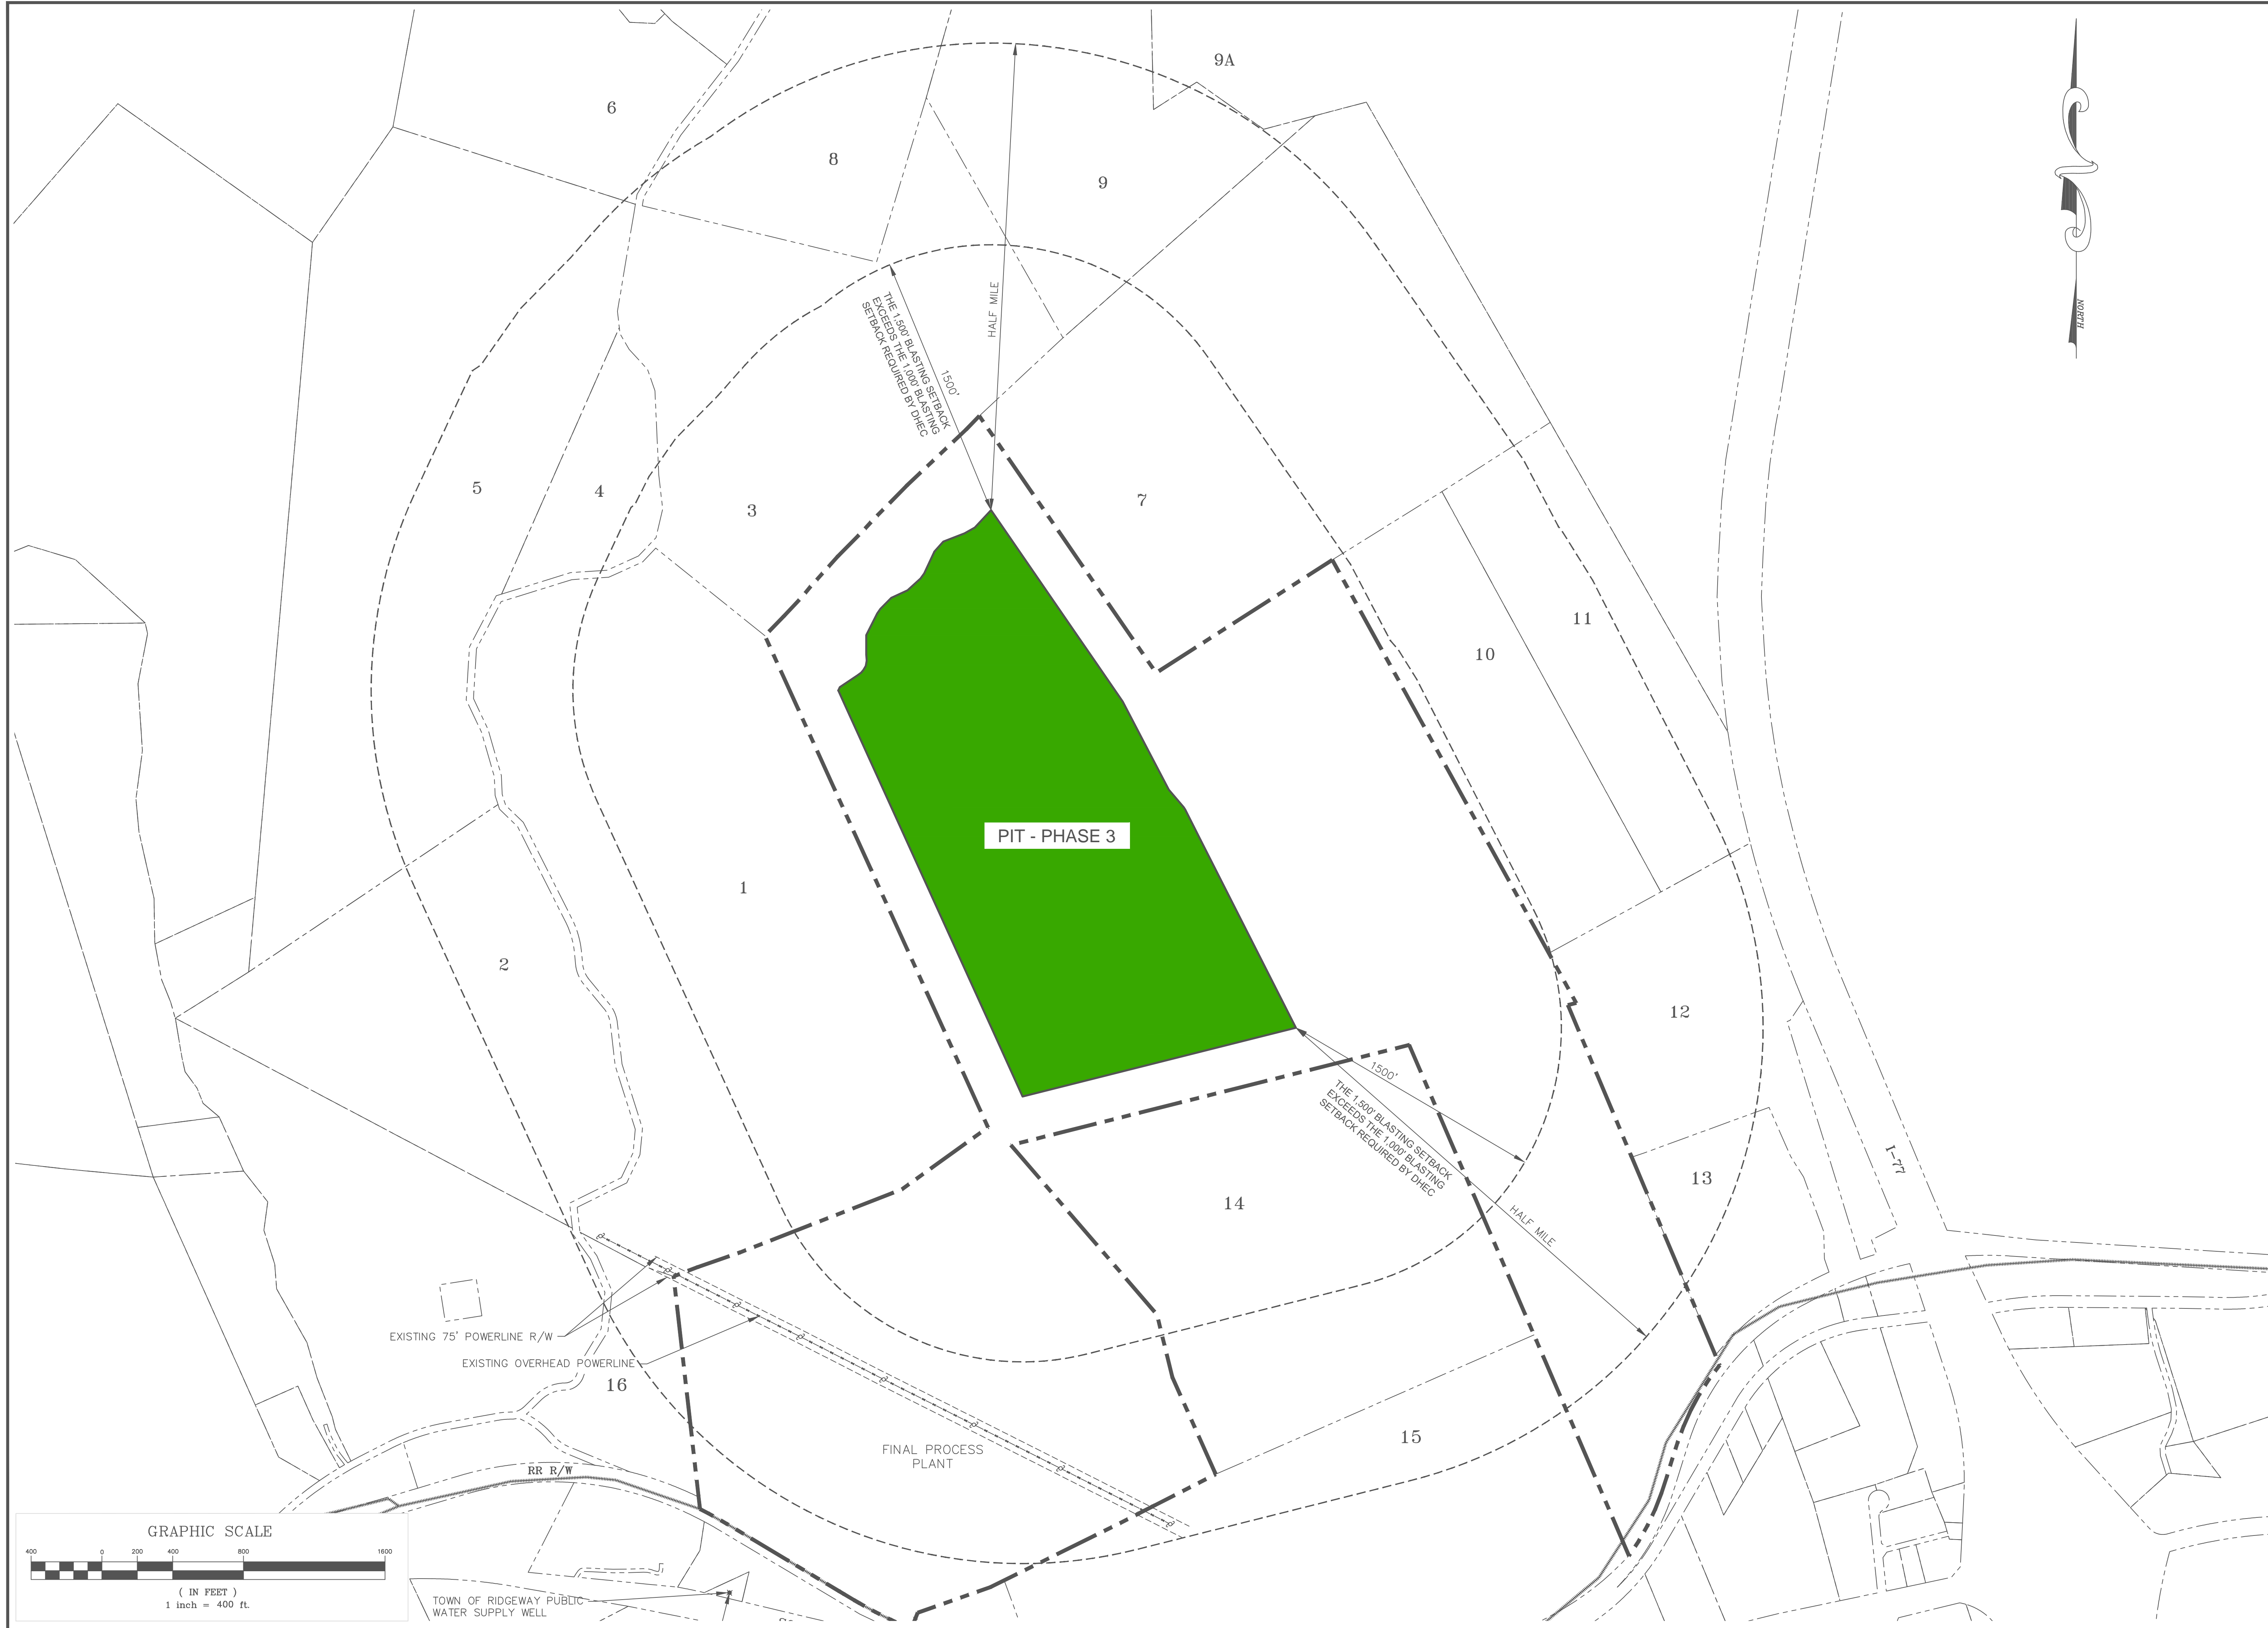 9A
6
8
9
NORTH
HALF MILE
1500'
THE 1,500' BLASTING SETBACK
EXCEEDS THE 1,000' BLASTING
SETBACK REQUIRED BY DHEC
5
4
3
7
11
10
PIT - PHASE 3
1
2
12
1500'
THE 1,500' BLASTING SETBACK
EXCEEDS THE 1,000' BLASTING
SETBACK REQUIRED BY DHEC
I-77
13
14
HALF MILE
EXISTING 75' POWERLINE R/W
EXISTING OVERHEAD POWERLINE
16
15
FINAL PROCESS
PLANT
RR R/W
GRAPHIC SCALE
400 0 200 400 800 1600
( IN FEET )
1 inch = 400 ft.
TOWN OF RIDGEWAY PUBLIC
WATER SUPPLY WELL